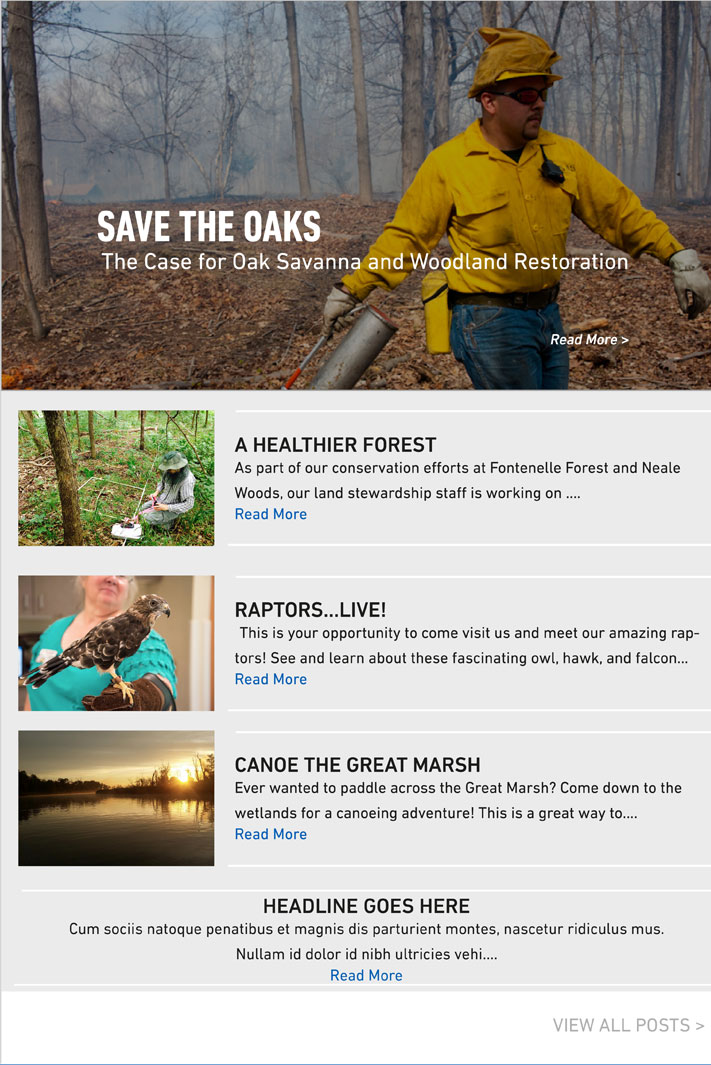 SAVE THE OAKS
The Case for Oak Savanna and Woodland Restoration
Read More >
A HEALTHIER FOREST
As part of our conservation efforts at Fontenelle Forest and Neale
Woods, our land stewardship staff is working on ....
Read More
RAPTORS...LIVE!
This is your opportunity to come visit us and meet our amazing rap-
tors! See and learn about these fascinating owl, hawk, and falcon...
Read More
CANOE THE GREAT MARSH
Ever wanted to paddle across the Great Marsh? Come down to the
wetlands for a canoeing adventure! This is a great way to....
Read More
HEADLINE GOES HERE
Cum sociis natoque penatibus et magnis dis parturient montes, nascetur ridiculus mus.
Nullam id dolor id nibh ultricies vehi....
Read More
VIEW ALL POSTS >